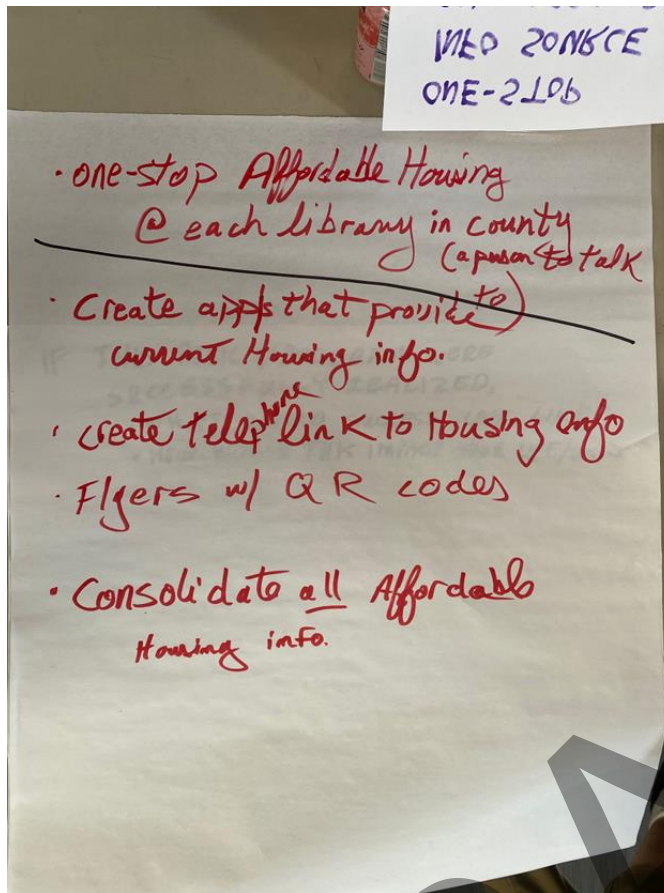 INFO SOURCE
ONE-STOP
· one-stop Affordable Housing
@ each library in county
(a person to talk
to)
· Create apps that provide
current Housing info.
· create telephone link to Housing info
· Flyers w/ QR codes
· Consolidate all Affordable
Housing info.